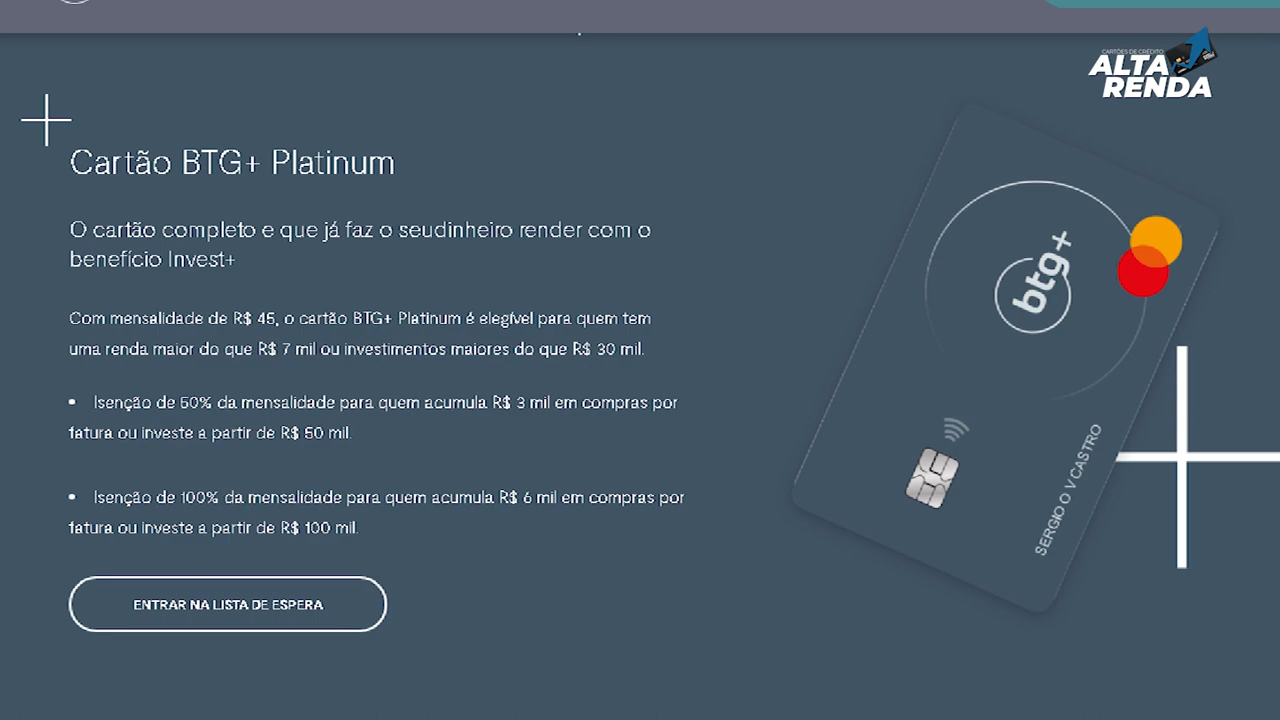 CARTÕES DE CRÉDITO
ALTA
RENDA
Cartão BTG+ Platinum
O cartão completo e que já faz o seudinheiro render com o
benefício Invest+
Com mensalidade de R$ 45, o cartão BTG+ Platinum é elegível para quem tem
uma renda maior do que R$ 7 mil ou investimentos maiores do que R$ 30 mil.
• Isenção de 50% da mensalidade para quem acumula R$ 3 mil em compras por
fatura ou investe a partir de R$ 50 mil.
• Isenção de 100% da mensalidade para quem acumula R$ 6 mil em compras por
fatura ou investe a partir de R$ 100 mil.
ENTRAR NA LISTA DE ESPERA
btg+
SERGIO O V CASTRO